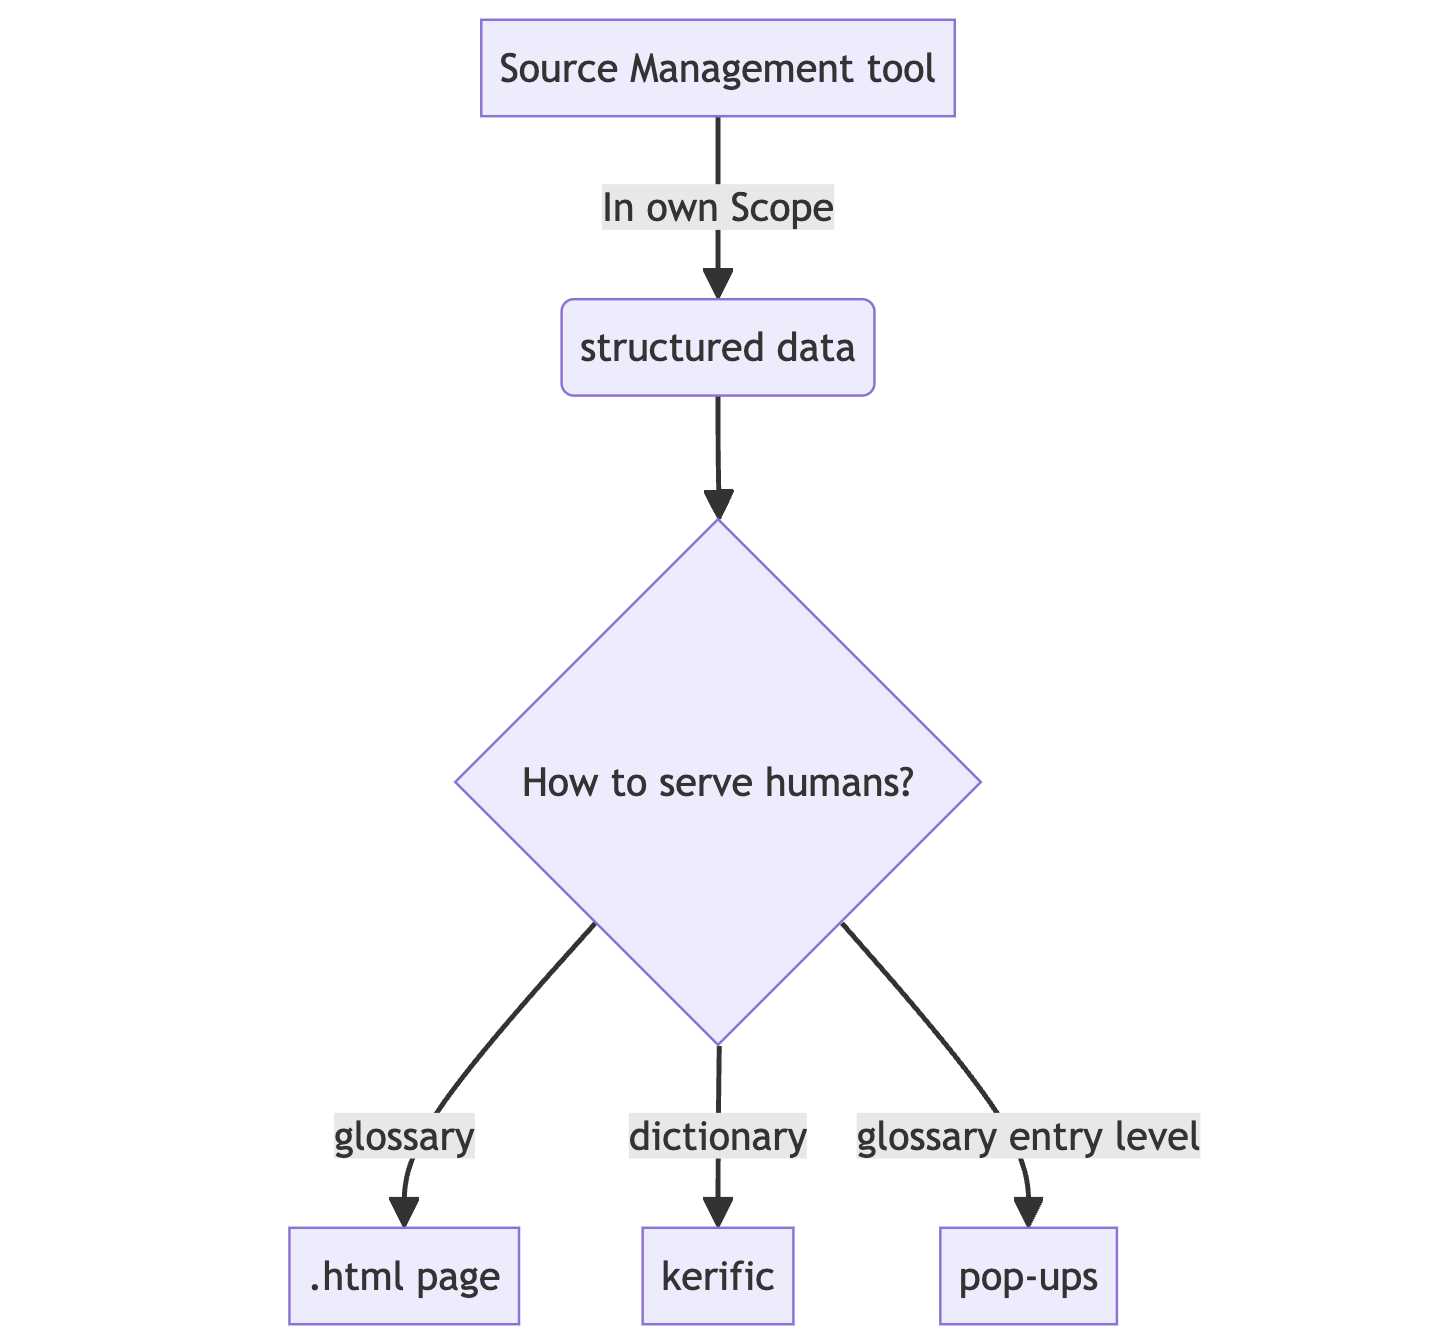 Source Management tool
In own Scope
structured data
How to serve humans?
glossary
dictionary
glossary entry level
.html page
kerific
pop-ups